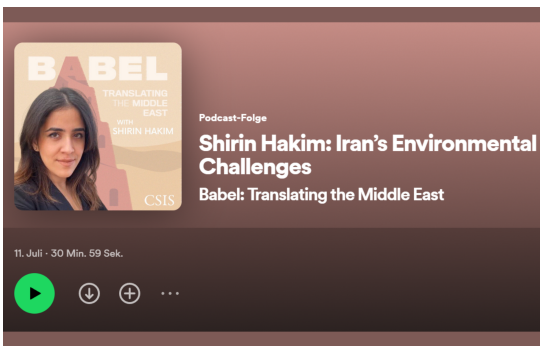 BABEL
TRANSLATING
THE MIDDLE
EAST
WITH
SHIRIN HAKIM
CSIS
Podcast-Folge
Shirin Hakim: Iran’s Environmental
Challenges
Babel: Translating the Middle East
11. Juli · 30 Min. 59 Sek.